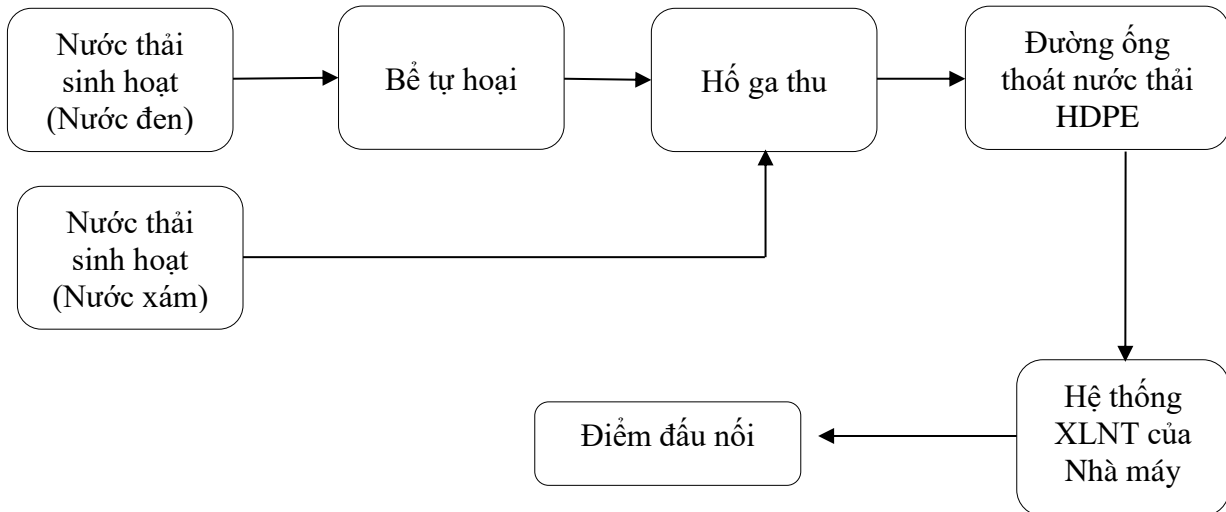 Nước thải
sinh hoạt
(Nước đen)
Bể tự hoại
Hố ga thu
Đường ống
thoát nước thải
HDPE
Nước thải
sinh hoạt
(Nước xám)
Điểm đấu nối
Hệ thống
XLNT của
Nhà máy